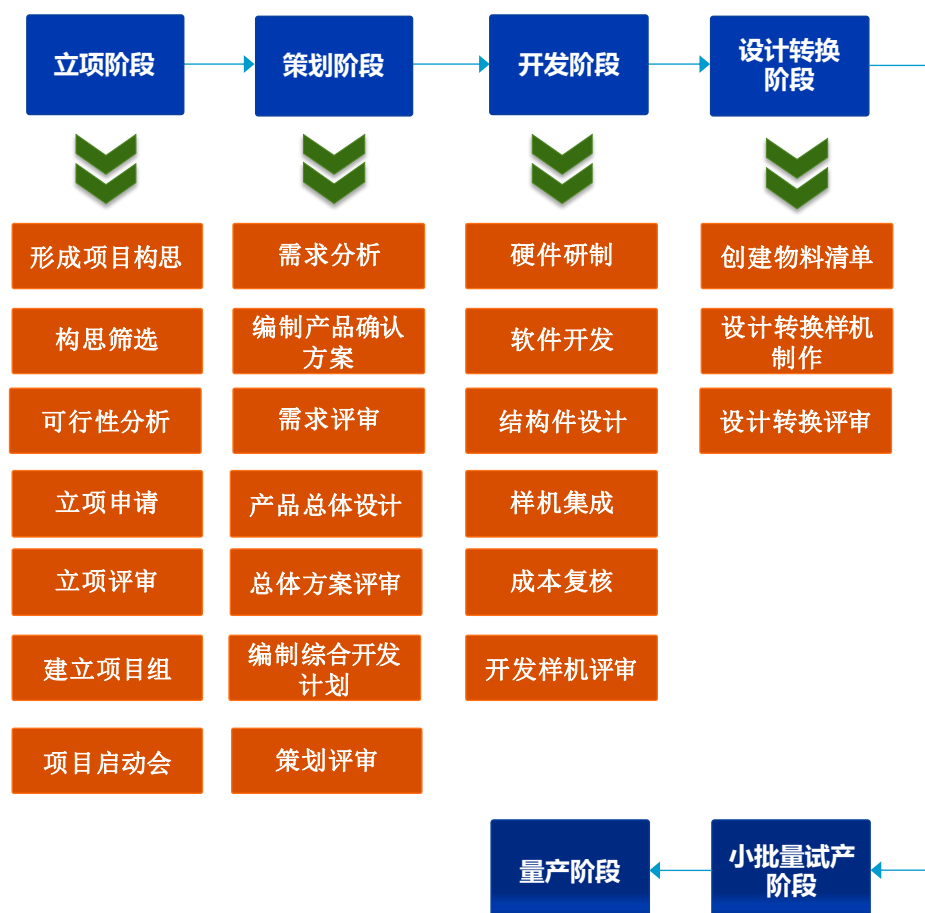 立项阶段
策划阶段
开发阶段
设计转换
阶段
形成项目构思
构思筛选
可行性分析
立项申请
立项评审
建立项目组
项目启动会
需求分析
编制产品确认
方案
需求评审
产品总体设计
总体方案评审
编制综合开发
计划
策划评审
硬件研制
软件开发
结构件设计
样机集成
成本复核
开发样机评审
创建物料清单
设计转换样机
制作
设计转换评审
小批量试产
阶段
量产阶段